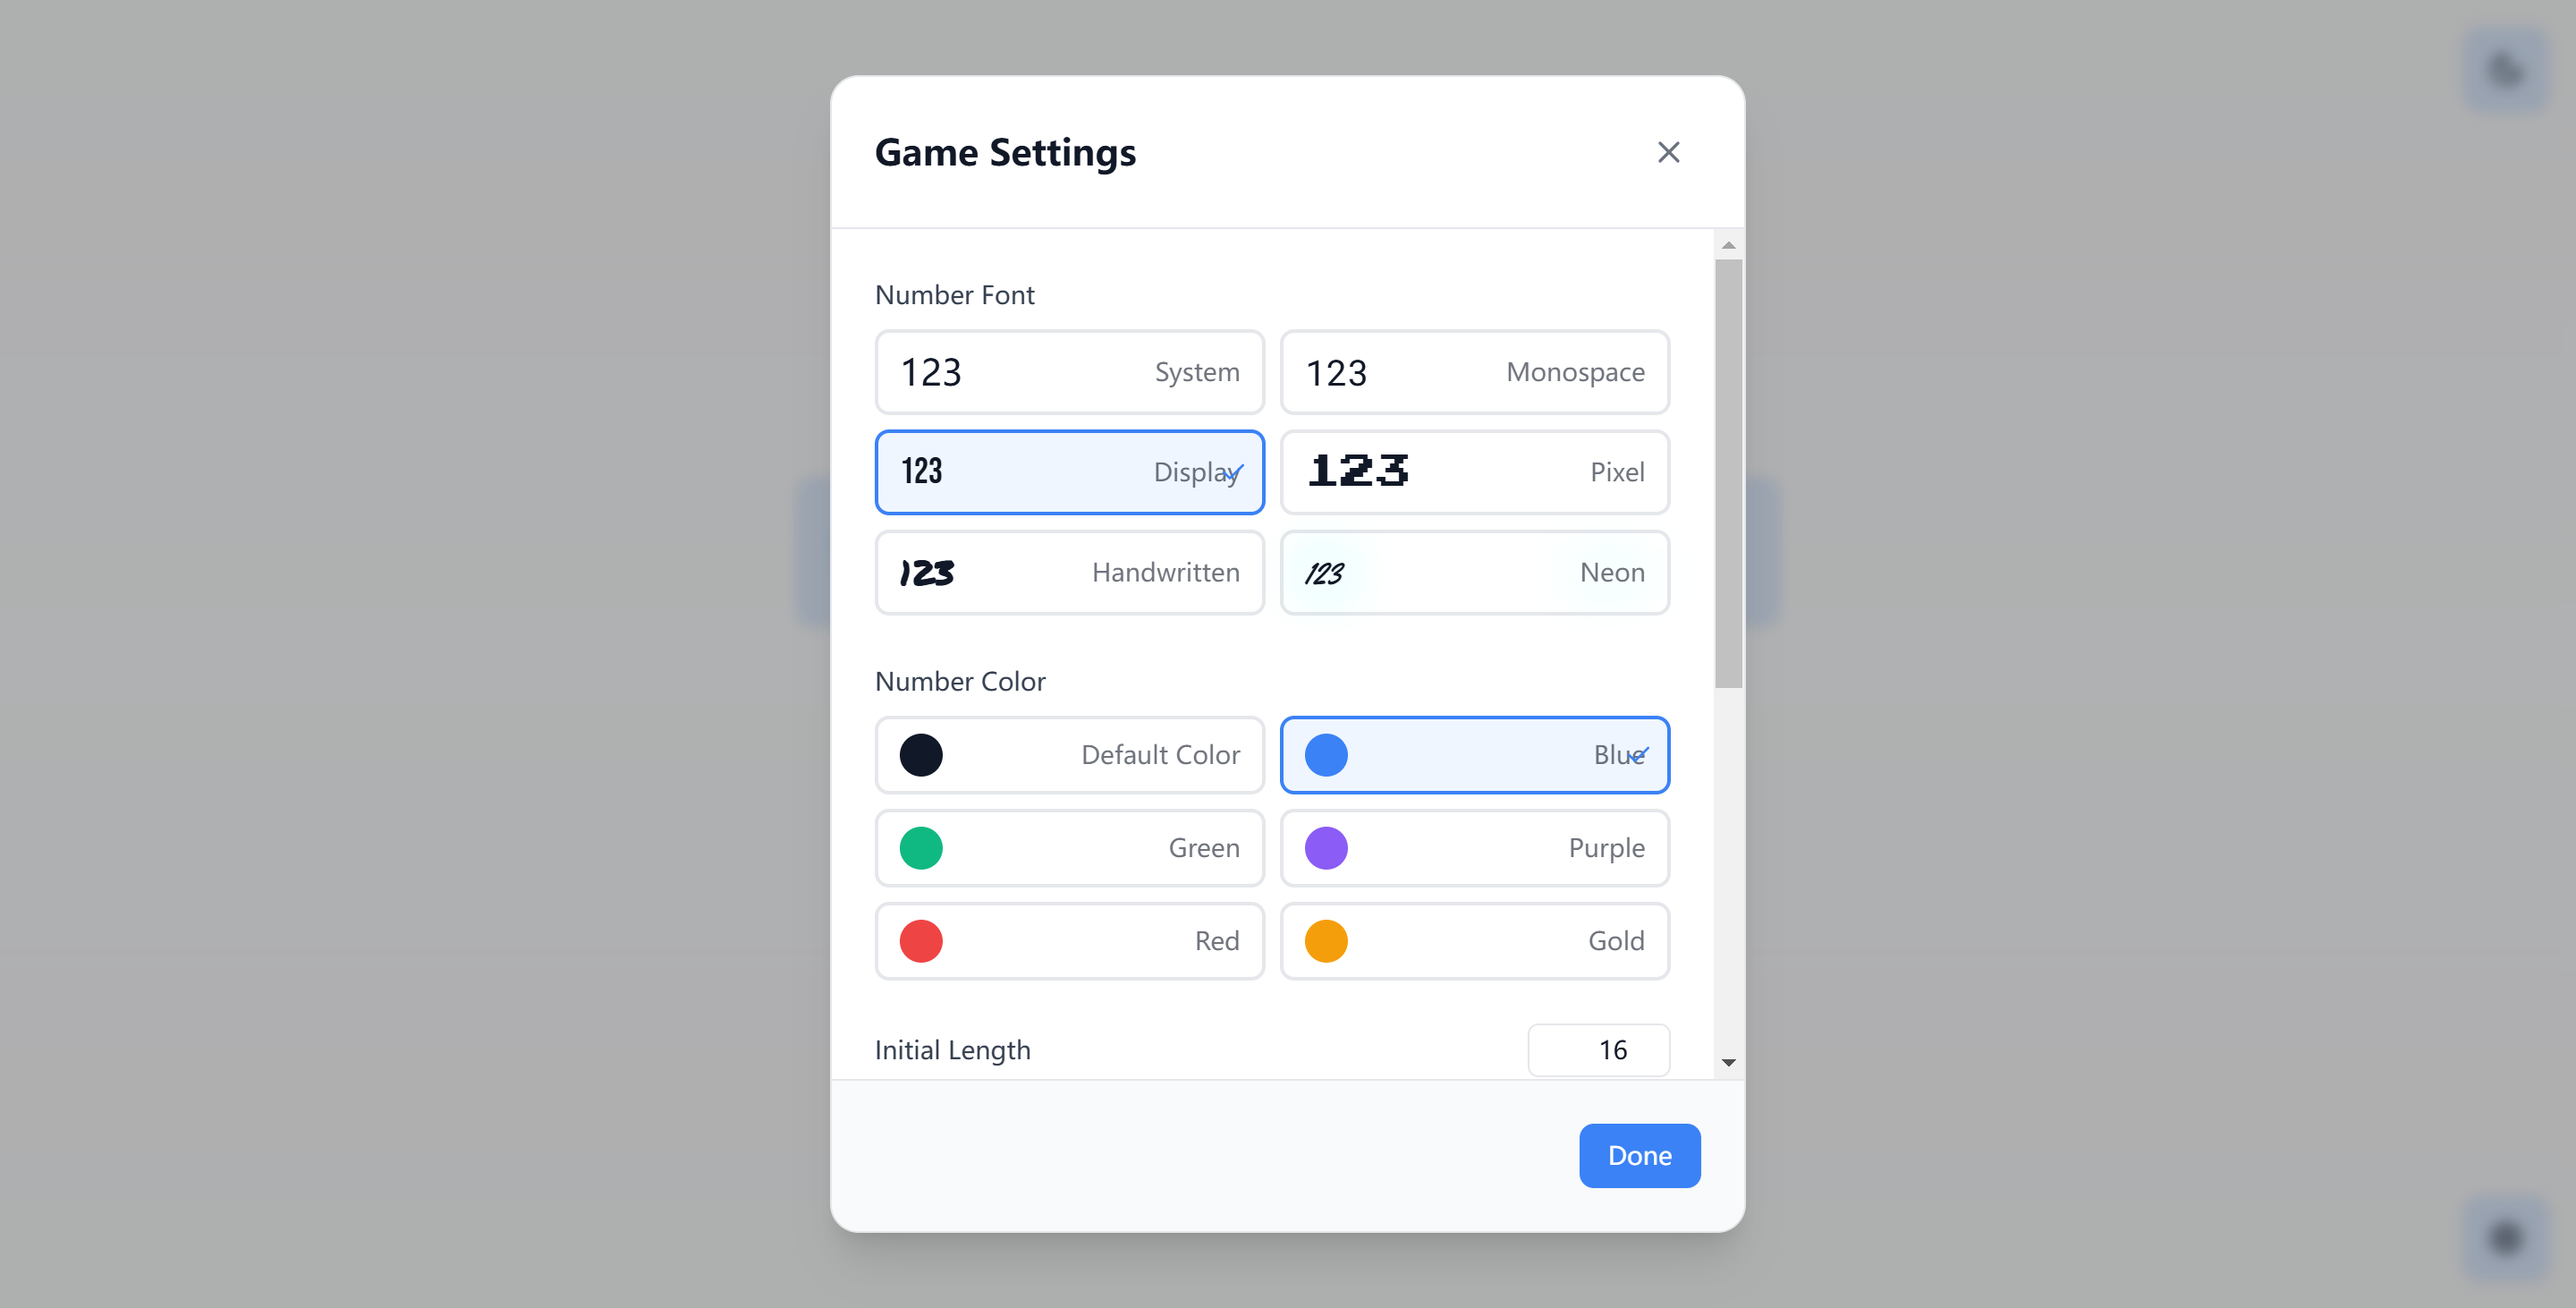 Game Settings
Number Font
123 System
123 Monospace
123 Display
123 Pixel
123 Handwritten
123 Neon
Number Color
Default Color
Blue
Green
Purple
Red
Gold
Initial Length 16
Done